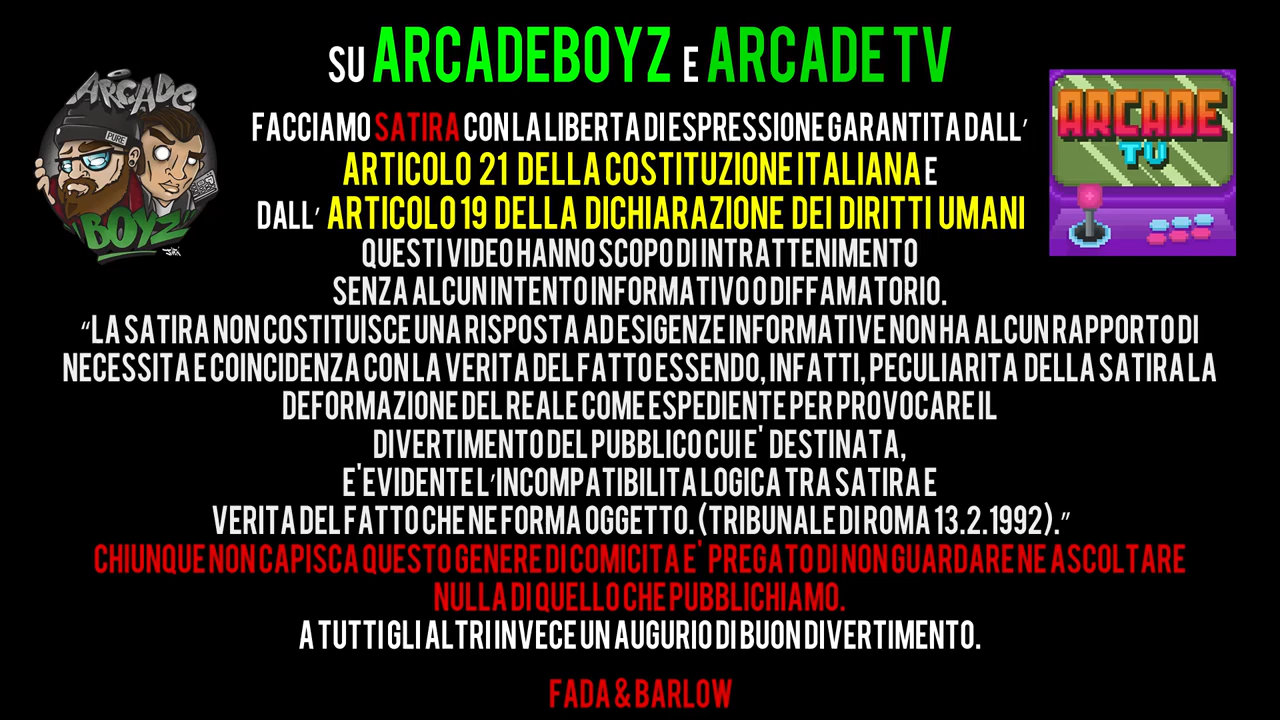 SU ARCADEBOYZ E ARCADE TV
FACCIAMO SATIRA CON LA LIBERTA DI ESPRESSIONE GARANTITA DALL'
ARTICOLO 21 DELLA COSTITUZIONE ITALIANA E
DALL' ARTICOLO 19 DELLA DICHIARAZIONE DEI DIRITTI UMANI
QUESTI VIDEO HANNO SCOPO DI INTRATTENIMENTO
SENZA ALCUN INTENTO INFORMATIVO O DIFFAMATORIO.
"LA SATIRA NON COSTITUISCE UNA RISPOSTA AD ESIGENZE INFORMATIVE NON HA ALCUN RAPPORTO DI
NECESSITA E COINCIDENZA CON LA VERITA DEL FATTO ESSENDO, INFATTI, PECULIARITA DELLA SATIRA LA
DEFORMAZIONE DEL REALE COME ESPEDIENTE PER PROVOCARE IL
DIVERTIMENTO DEL PUBBLICO CUI E' DESTINATA,
E'EVIDENTE L'INCOMPATIBILITA LOGICA TRA SATIRA E
VERITA DEL FATTO CHE NE FORMA OGGETTO. (TRIBUNALE DI ROMA 13.2.1992)."
CHIUNQUE NON CAPISCA QUESTO GENERE DI COMICITA E' PREGATO DI NON GUARDARE NE ASCOLTARE
NULLA DI QUELLO CHE PUBBLICHIAMO.
A TUTTI GLI ALTRI INVECE UN AUGURIO DI BUON DIVERTIMENTO.
FADA & BARLOW
ARCADE
PURE
BOYZ
ARCADE
TV